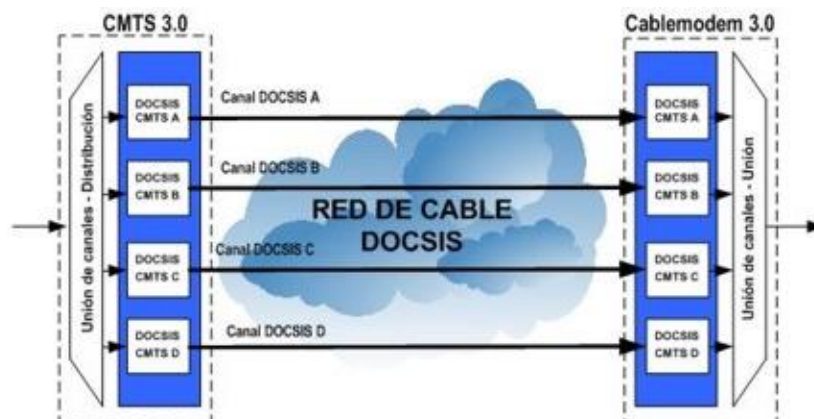 CMTS 3.0
Cablemodem 3.0
Unión de canales - Distribución
DOCSIS
CMTS A
Canal DOCSIS A
DOCSIS
CMTS A
DOCSIS
CMTS B
Canal DOCSIS B
DOCSIS
CMTS B
RED DE CABLE
DOCSIS
DOCSIS
CMTS C
Canal DOCSIS C
DOCSIS
CMTS C
DOCSIS
CMTS D
Canal DOCSIS D
DOCSIS
CMTS D
Unión de canales - Unión